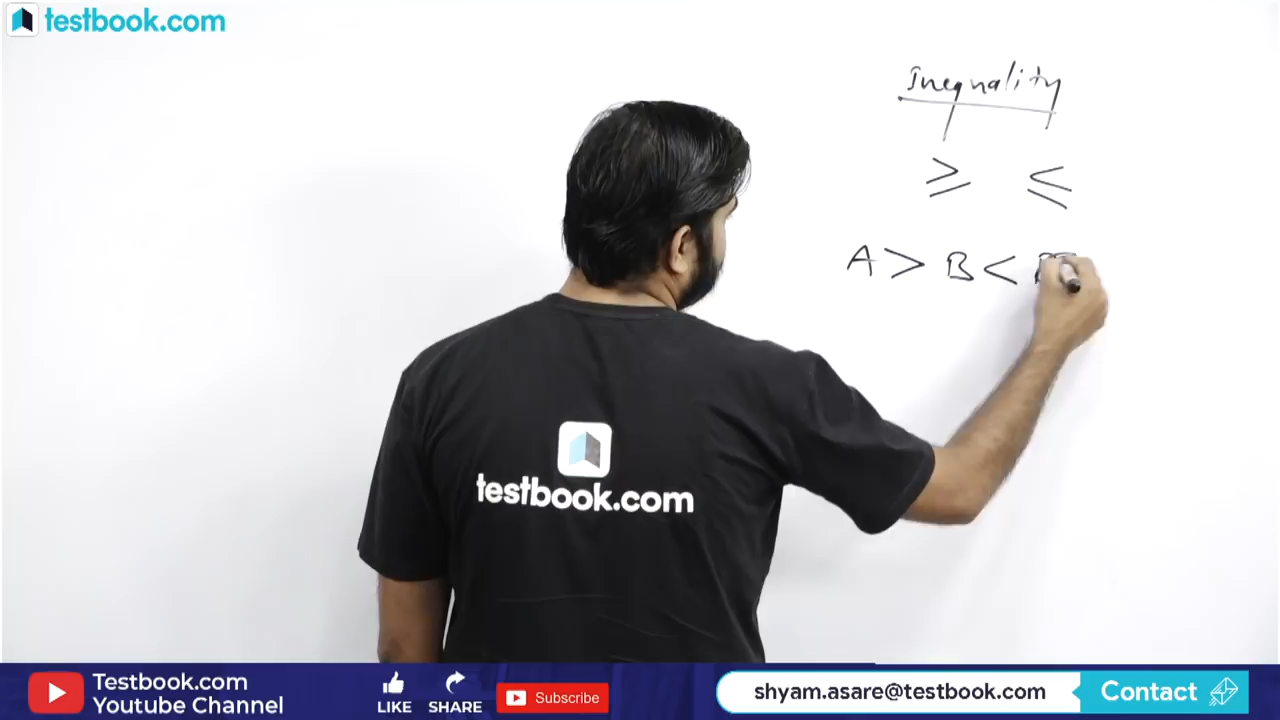 testbook.com
Inequality
≥ ≤
A > B <
testbook.com
Testbook.com
Youtube Channel
LIKE
SHARE
Subscribe
shyam.asare@testbook.com
Contact